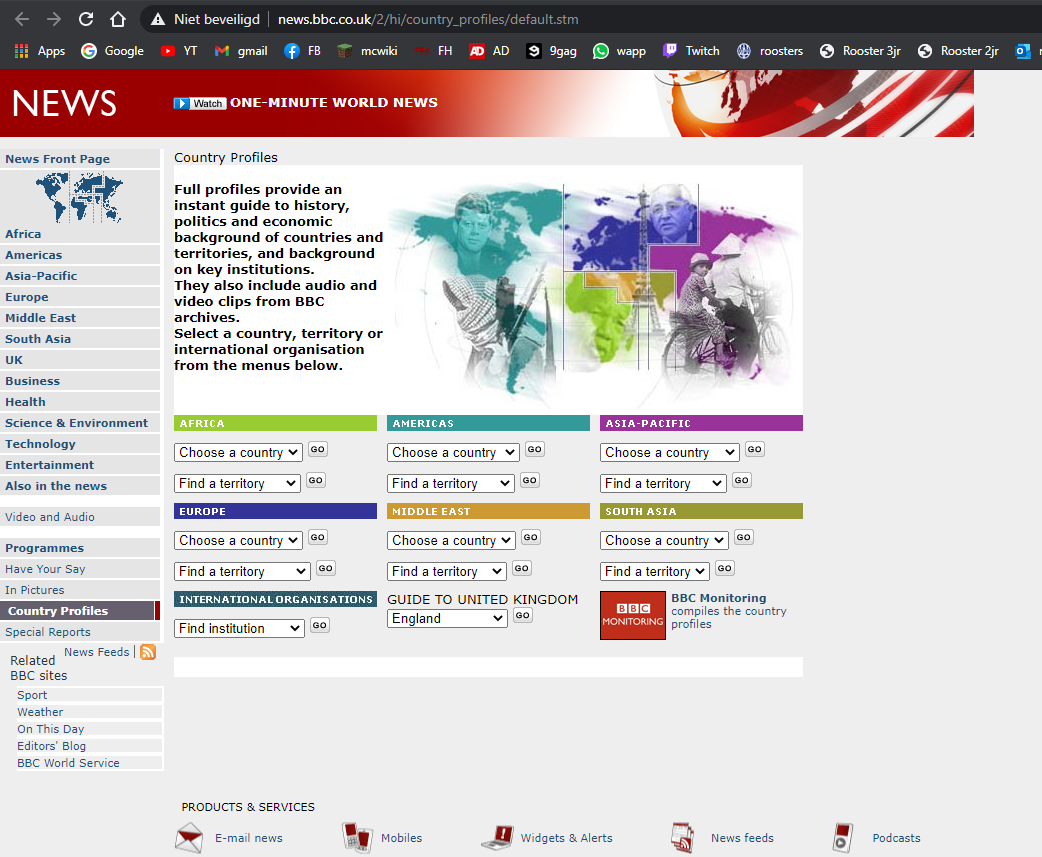 Niet beveiligd | news.bbc.co.uk/2/hi/country_profiles/default.stm
Apps Google YT gmail FB mcwiki FH AD 9gag wapp Twitch roosters Rooster 3jr Rooster 2jr
NEWS
Watch ONE-MINUTE WORLD NEWS
News Front Page
Africa
Americas
Asia-Pacific
Europe
Middle East
South Asia
UK
Business
Health
Science & Environment
Technology
Entertainment
Also in the news
Video and Audio
Programmes
Have Your Say
In Pictures
Country Profiles
Special Reports
News Feeds |
Related
BBC sites
Sport
Weather
On This Day
Editors' Blog
BBC World Service
Country Profiles
Full profiles provide an
instant guide to history,
politics and economic
background of countries and
territories, and background
on key institutions.
They also include audio and
video clips from BBC
archives.
Select a country, territory or
international organisation
from the menus below.
AFRICA AMERICAS ASIA-PACIFIC
Choose a country GO Choose a country GO Choose a country GO
Find a territory GO Find a territory GO Find a territory GO
EUROPE MIDDLE EAST SOUTH ASIA
Choose a country GO Choose a country GO Choose a country GO
Find a territory GO Find a territory GO Find a territory GO
INTERNATIONAL ORGANISATIONS
Find institution GO
GUIDE TO UNITED KINGDOM
England GO
BBC
MONITORING
BBC Monitoring
compiles the country
profiles
PRODUCTS & SERVICES
E-mail news Mobiles Widgets & Alerts News feeds Podcasts